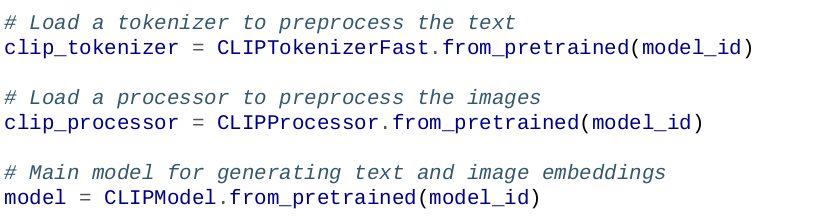 # Load a tokenizer to preprocess the text
clip_tokenizer = CLIPTokenizerFast.from_pretrained(model_id)
# Load a processor to preprocess the images
clip_processor = CLIPProcessor.from_pretrained(model_id)
# Main model for generating text and image embeddings
model = CLIPModel.from_pretrained(model_id)